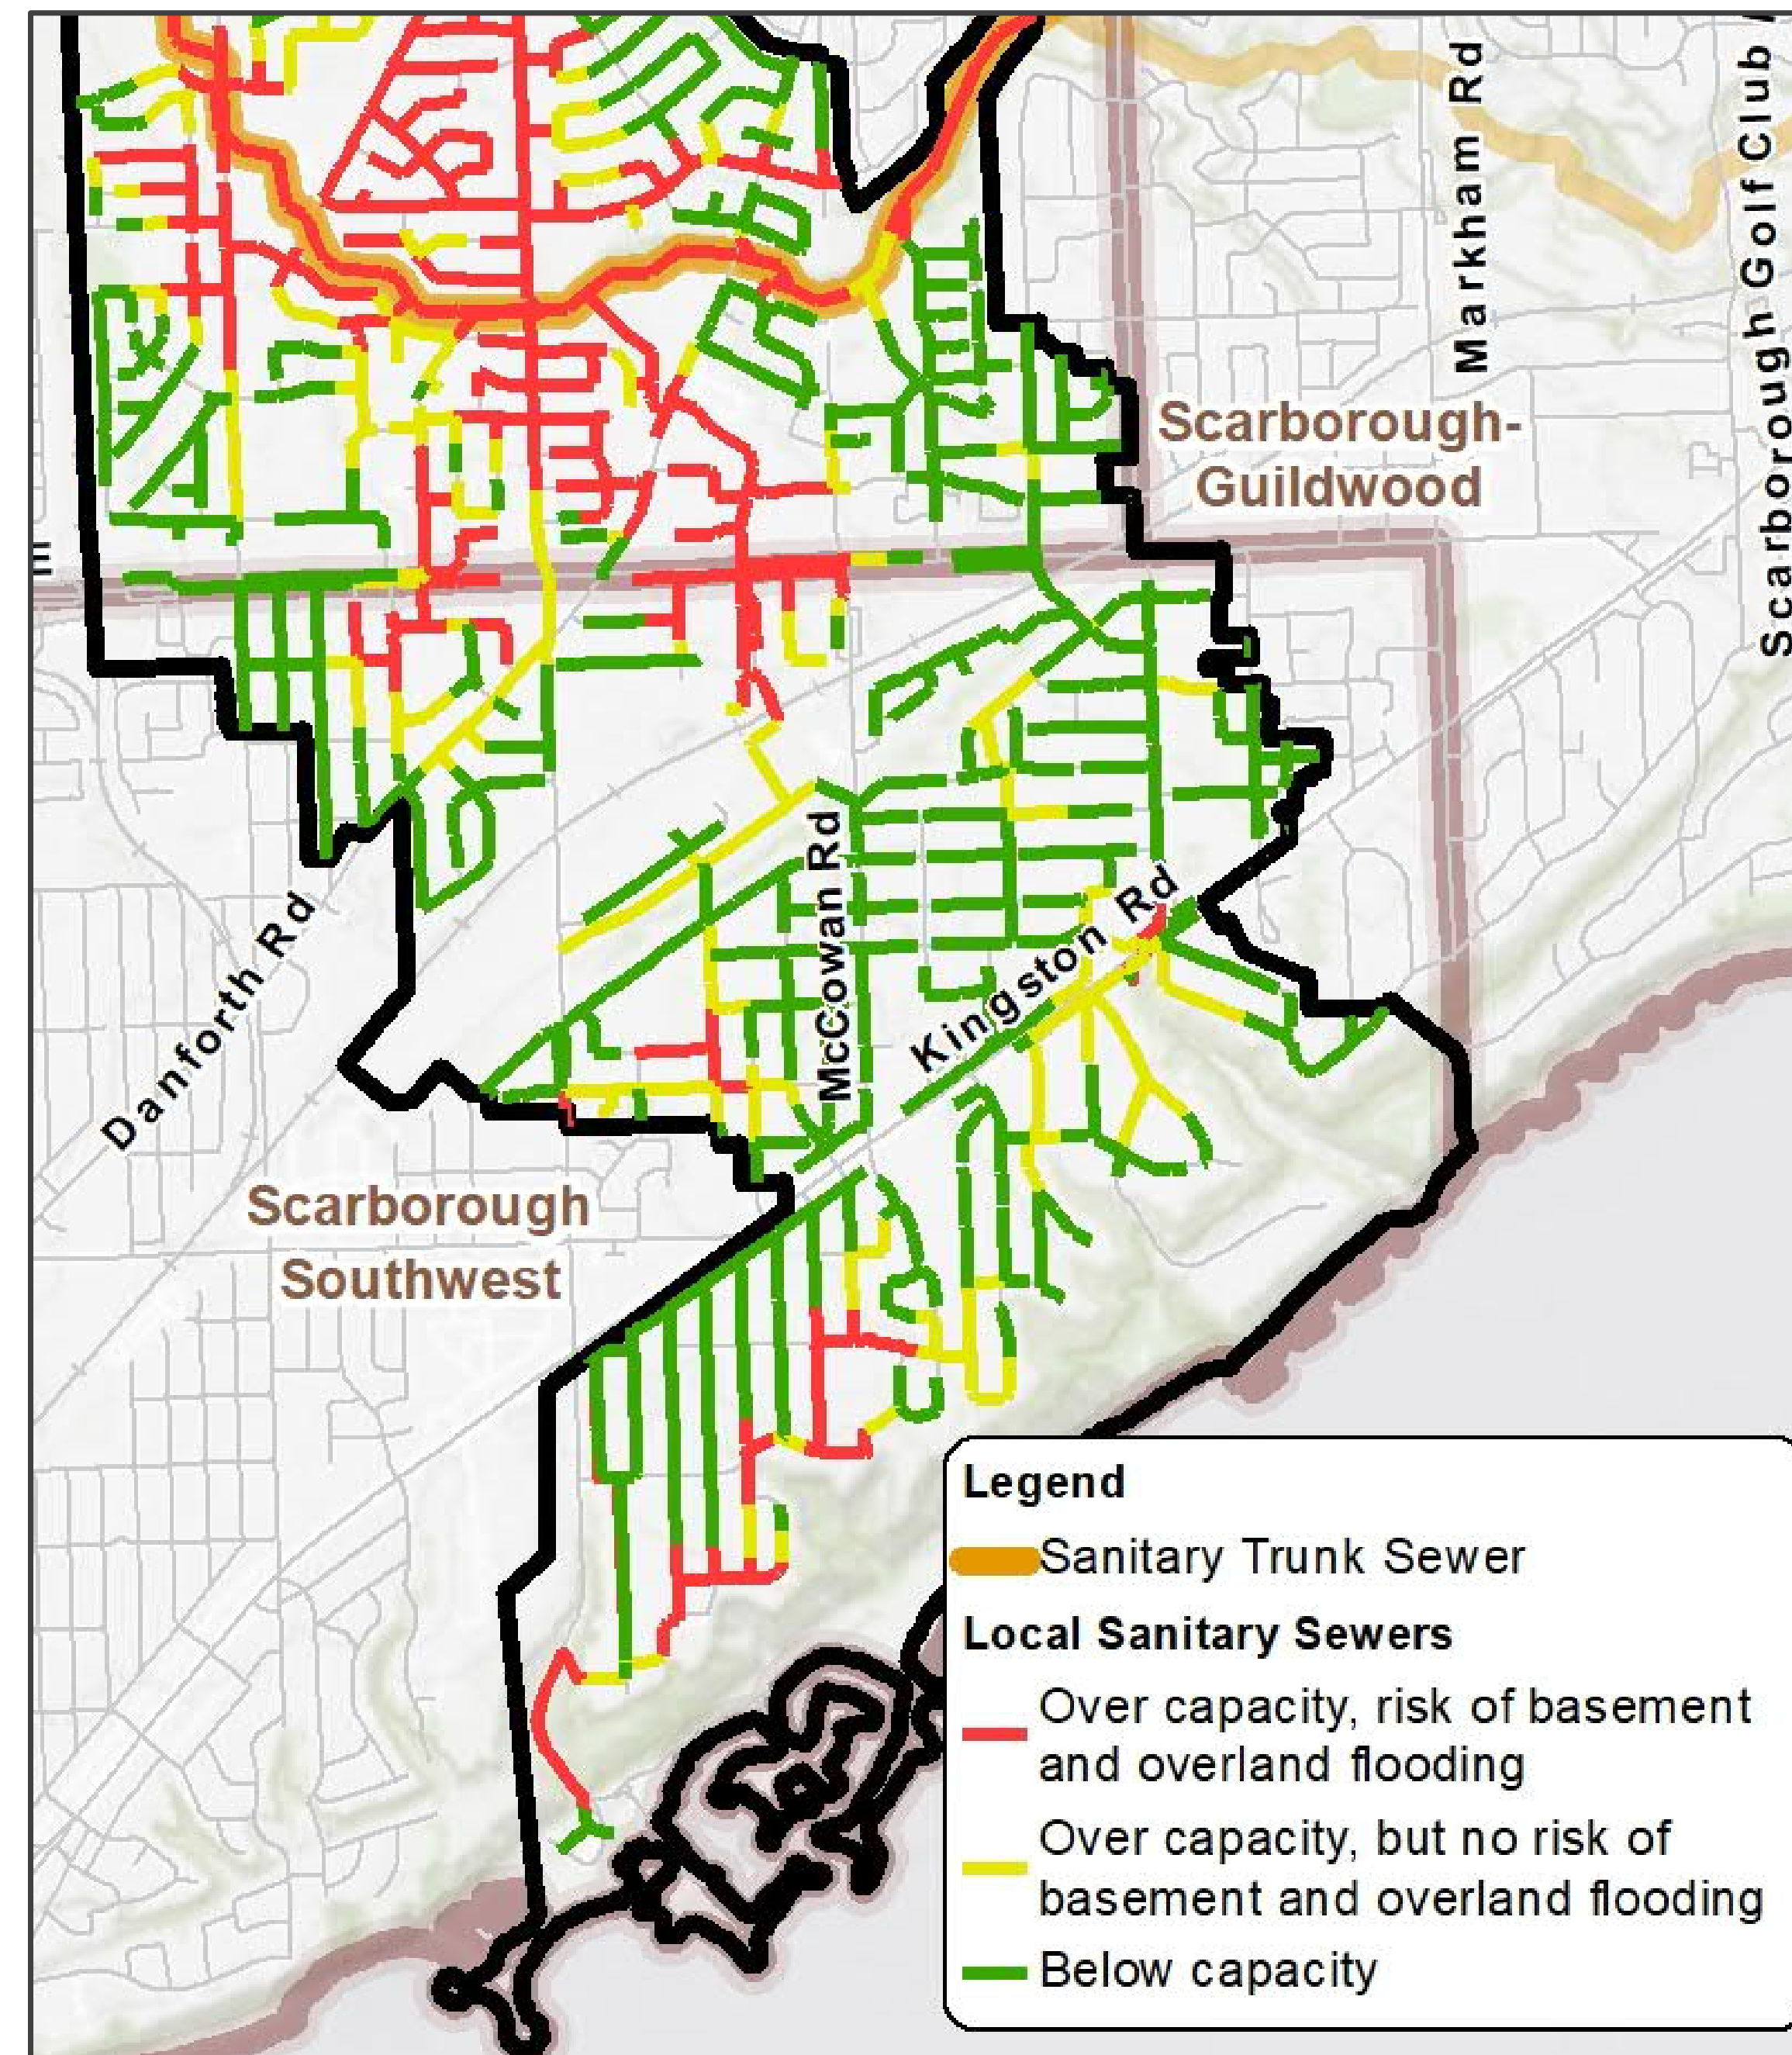 Markham Rd
Scarborough Golf Club
Scarborough-
Guildwood
McCowan Rd
Kingston Rd
Danforth Rd
Scarborough
Southwest
Legend
Sanitary Trunk Sewer
Local Sanitary Sewers
Over capacity, risk of basement
and overland flooding
Over capacity, but no risk of
basement and overland flooding
Below capacity